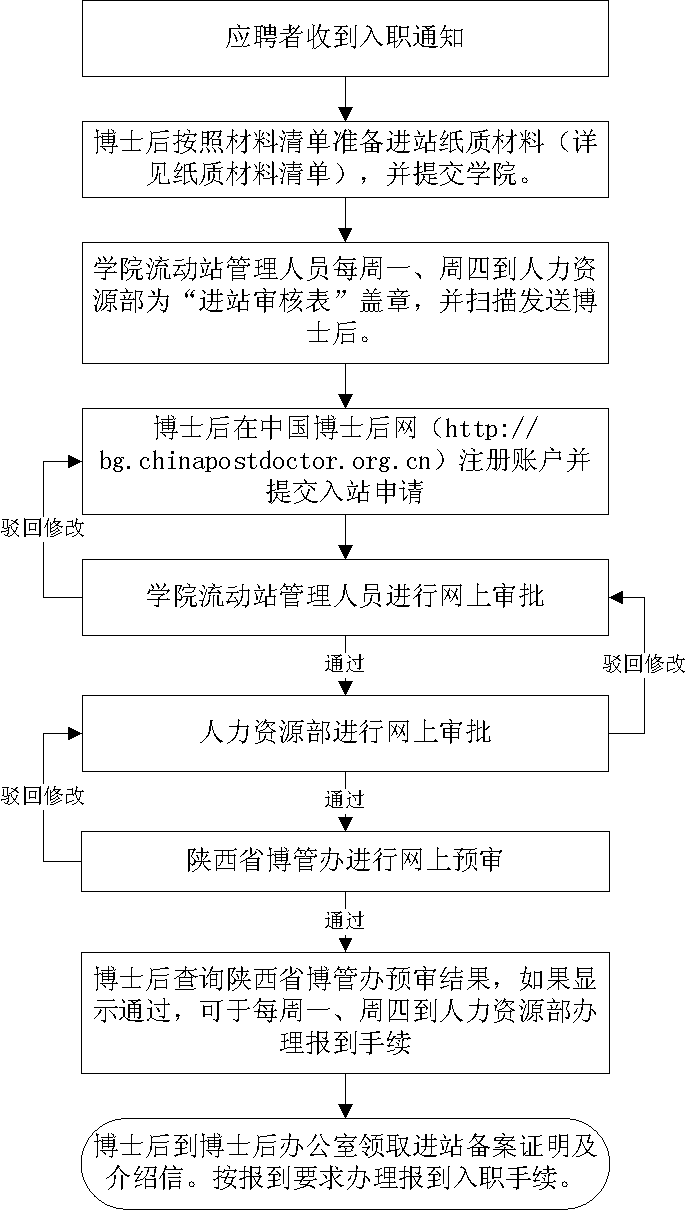 应聘者收到入职通知
博士后按照材料清单准备进站纸质材料（详
见纸质材料清单），并提交学院。
学院流动站管理人员每周一、周四到人力资
源部为“进站审核表”盖章，并扫描发送博
士后。
博士后在中国博士后网（http://
bg.chinapostdoctor.org.cn）注册账户并
提交入站申请
驳回修改
学院流动站管理人员进行网上审批
通过
驳回修改
人力资源部进行网上审批
驳回修改
通过
陕西省博管办进行网上预审
通过
博士后查询陕西省博管办预审结果，如果显
示通过，可于每周一、周四到人力资源部办
理报到手续
博士后到博士后办公室领取进站备案证明及
介绍信。按报到要求办理报到入职手续。